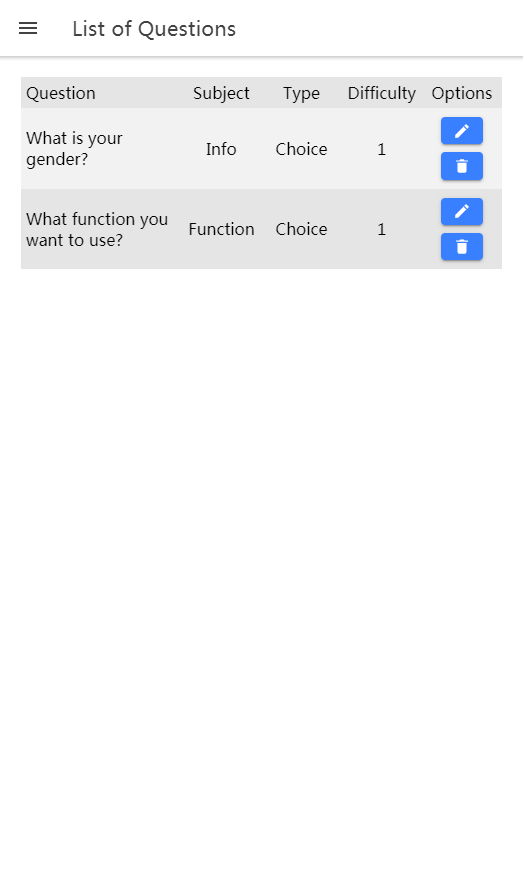 List of Questions
Question Subject Type Difficulty Options
What is your
gender?
Info Choice 1
What function you
want to use?
Function Choice 1